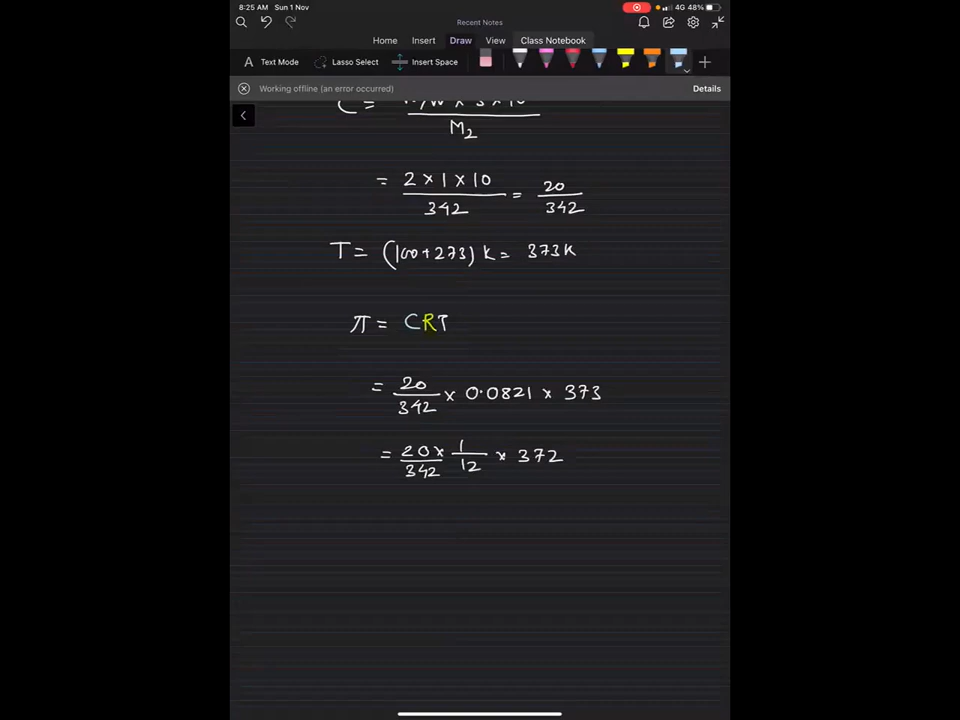 8:25 AM Sun 1 Nov 4G 48%
Recent Notes
Home Insert Draw View Class Notebook
Text Mode Lasso Select Insert Space
Working offline (an error occurred) Details
M₂
= 2 × 1 × 10 / 342 = 20 / 342
T = (100+273) K = 373K
π = CRT
= 20 / 342 × 0.0821 × 373
= 20 / 342 × 1 / 12 × 372